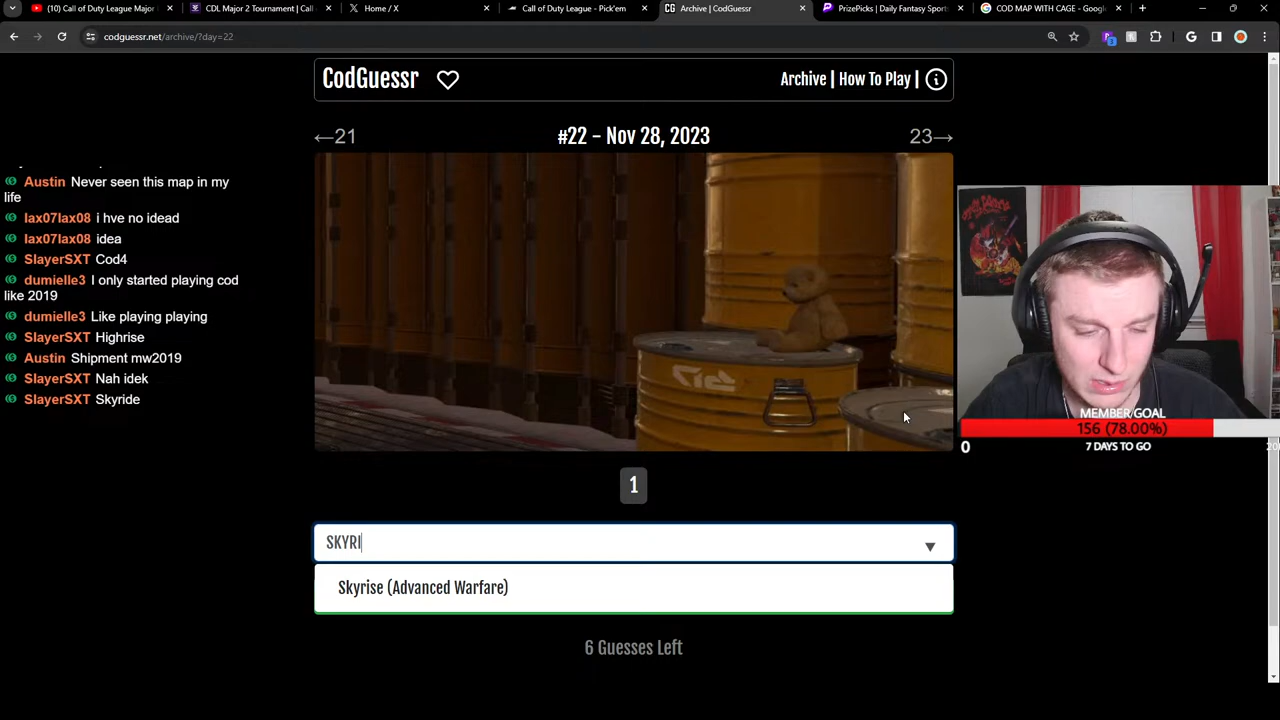 (10) Call of Duty League Major
CDL Major 2 Tournament | Call
Home / X
Call of Duty League - Pick'em
CG Archive | CodGuessr
PrizePicks | Daily Fantasy Sport
COD MAP WITH CAGE - Google
codguessr.net/archive/?day=22
CodGuessr
Archive | How To Play |
←21
#22 - Nov 28, 2023
23→
Austin Never seen this map in my
life
lax07lax08 i hve no idead
lax07lax08 idea
SlayerSXT Cod4
dumielle3 I only started playing cod
like 2019
dumielle3 Like playing playing
SlayerSXT Highrise
Austin Shipment mw2019
SlayerSXT Nah idek
SlayerSXT Skyride
MEMBER GOAL
156 (78.00%)
0
7 DAYS TO GO
1
SKYRI
Skyrise (Advanced Warfare)
6 Guesses Left